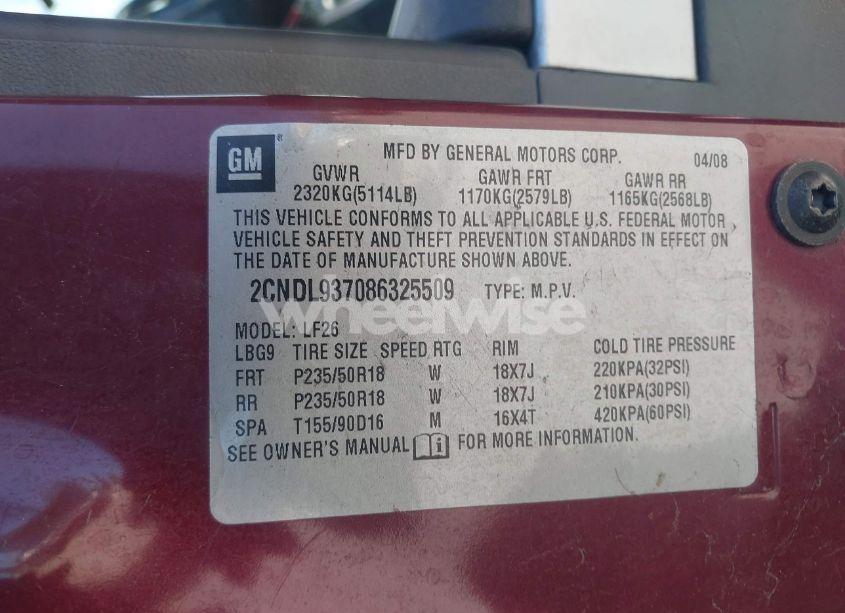 GM ®
MFD BY GENERAL MOTORS CORP. 04/08
GVWR GAWR FRT GAWR RR
2320KG(5114LB) 1170KG(2579LB) 1165KG(2568LB)
THIS VEHICLE CONFORMS TO ALL APPLICABLE U.S. FEDERAL MOTOR
VEHICLE SAFETY AND THEFT PREVENTION STANDARDS IN EFFECT ON
THE DATE OF MANUFACTURE SHOWN ABOVE.
2CNDL937086325509 TYPE: M.P.V.
wheelwise
MODEL: LF26
LBG9 TIRE SIZE SPEED RTG RIM COLD TIRE PRESSURE
FRT P235/50R18 W 18X7J 220KPA(32PSI)
RR P235/50R18 W 18X7J 210KPA(30PSI)
SPA T155/90D16 M 16X4T 420KPA(60PSI)
SEE OWNER'S MANUAL i FOR MORE INFORMATION.